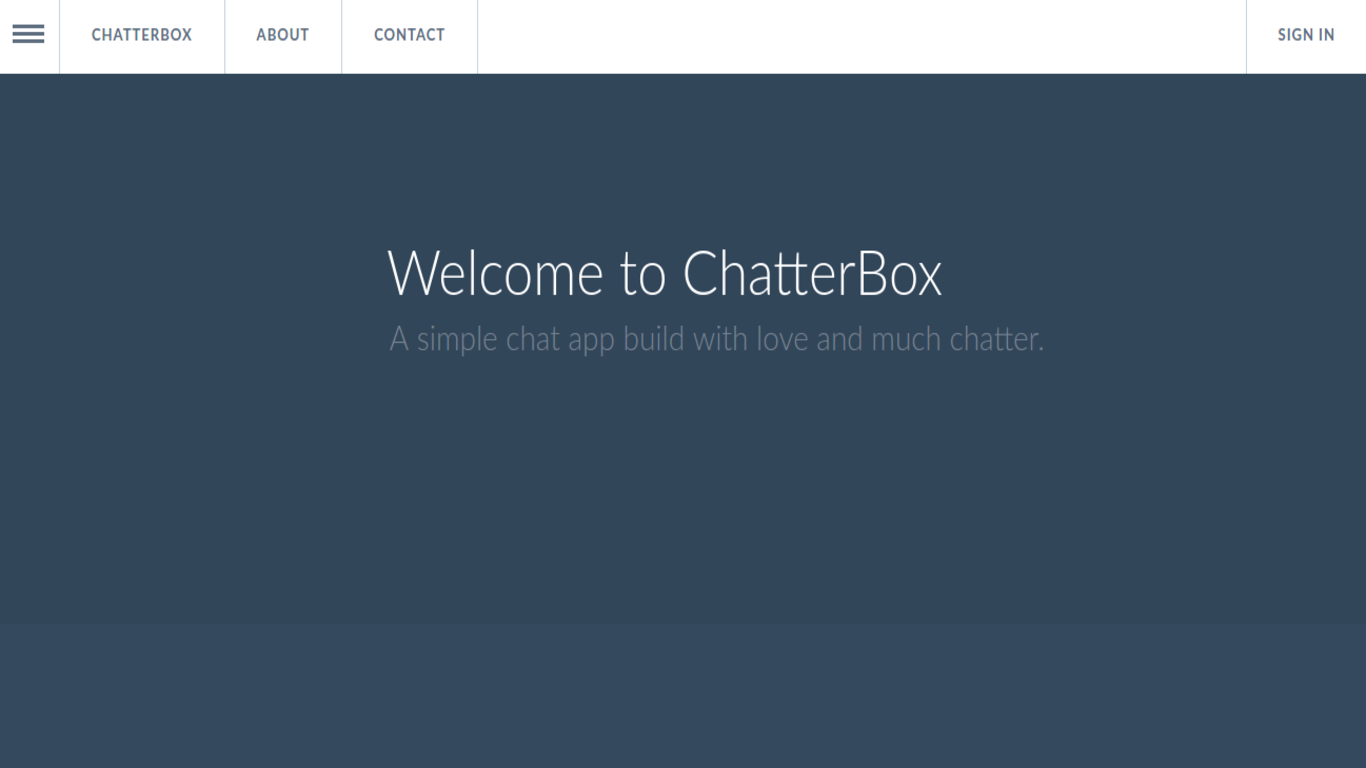 CHATTERBOX
ABOUT
CONTACT
SIGN IN
Welcome to ChatterBox
A simple chat app build with love and much chatter.